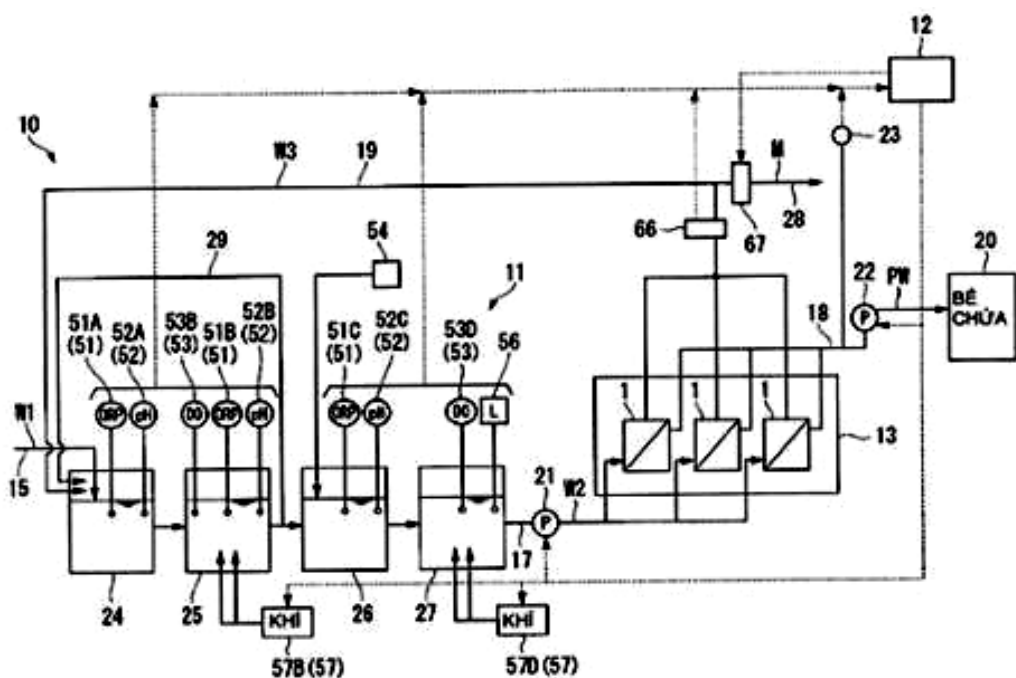 12
10
W3
19
M
23
28
54
66
67
20
29
11
22
PW
BÉ
CHỨA
51A
(51)
52A
(52)
53B
(53)
51B
(51)
52B
(52)
51C
(51)
52C
(52)
53D
(53)
56
18
P
ORP
pH
DO
ORP
pH
ORP
pH
DO
L
1
1
1
13
W1
15
21
W2
P
17
24
25
26
27
KHÍ
KHÍ
57B (57)
57D (57)